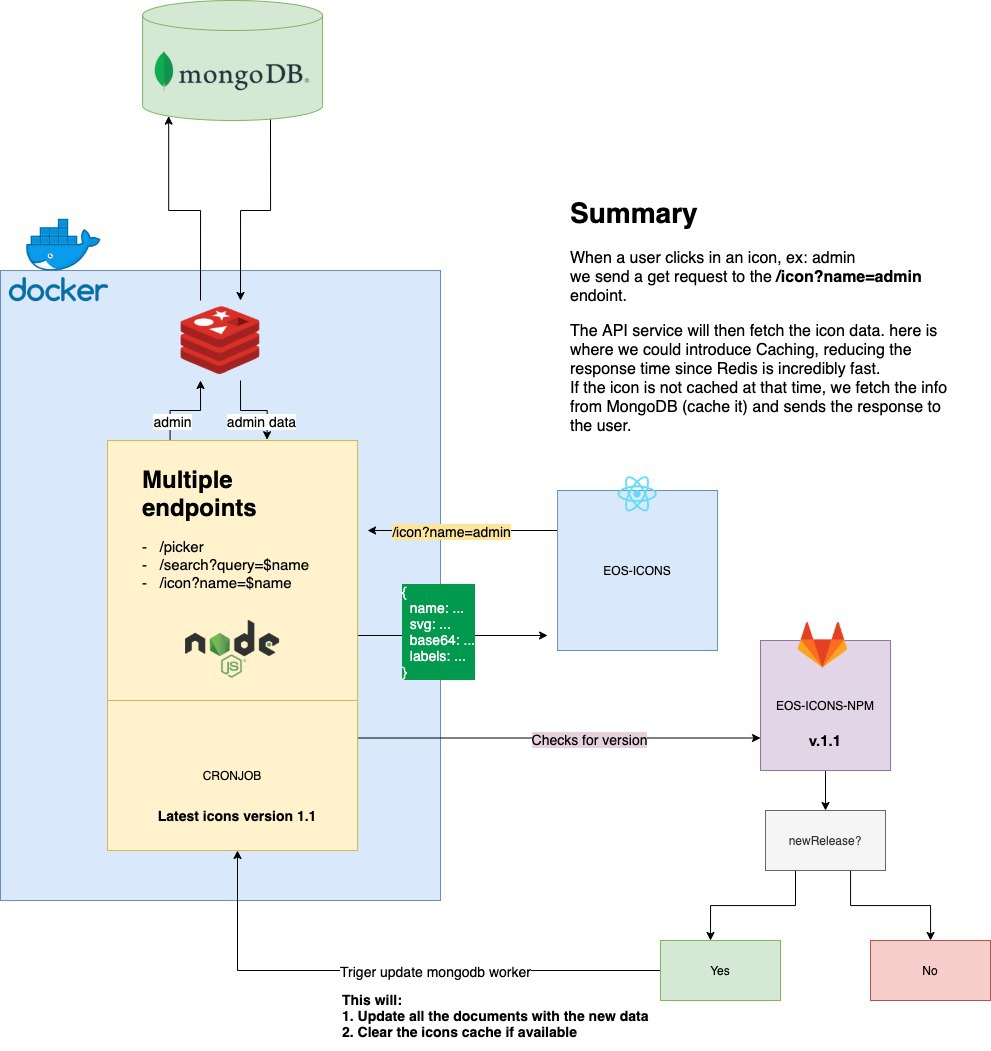 mongoDB®
Summary
When a user clicks in an icon, ex: admin
we send a get request to the /icon?name=admin
endoint.
The API service will then fetch the icon data. here is
where we could introduce Caching, reducing the
response time since Redis is incredibly fast.
If the icon is not cached at that time, we fetch the info
from MongoDB (cache it) and sends the response to
the user.
docker
admin
admin data
Multiple
endpoints
- /picker
- /search?query=$name
- /icon?name=$name
node
JS
/icon?name=admin
EOS-ICONS
{
name: ...
svg: ...
base64: ...
labels: ...
}
EOS-ICONS-NPM
v.1.1
Checks for version
CRONJOB
Latest icons version 1.1
newRelease?
Yes
No
Triger update mongodb worker
This will:
1. Update all the documents with the new data
2. Clear the icons cache if available